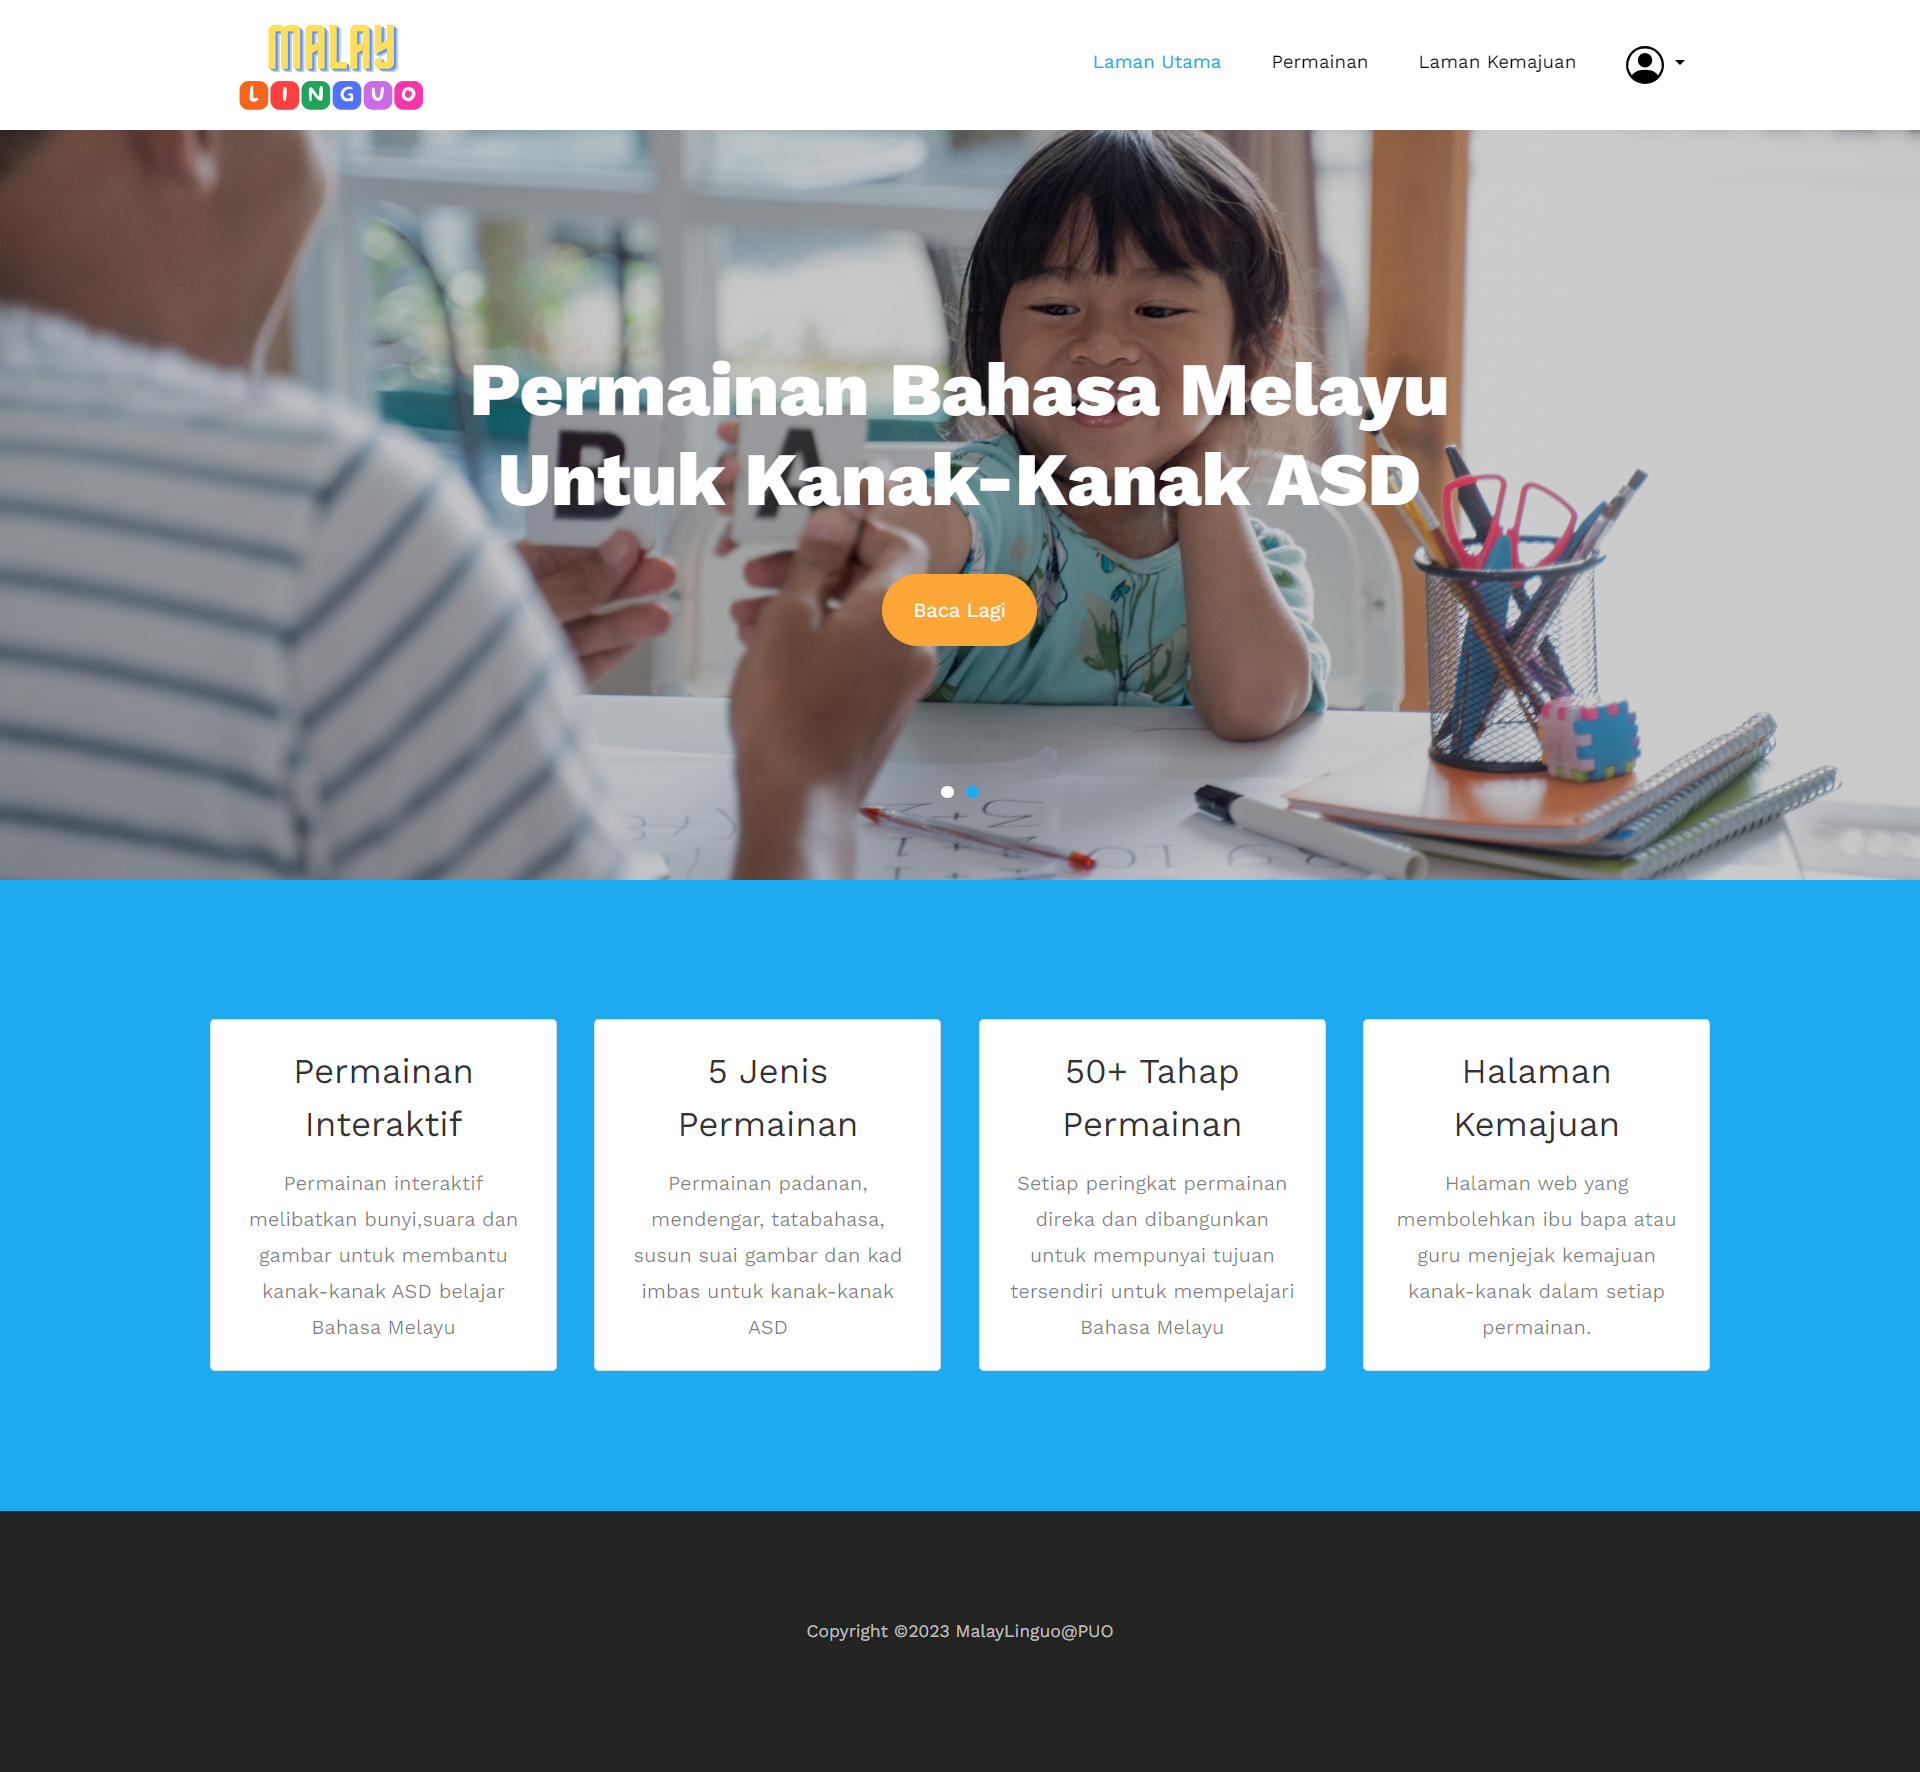 MALAY
LINGUO
Laman Utama
Permainan
Laman Kemajuan
Permainan Bahasa Melayu
Untuk Kanak-Kanak ASD
B A
Baca Lagi
Permainan
Interaktif
Permainan interaktif
melibatkan bunyi,suara dan
gambar untuk membantu
kanak-kanak ASD belajar
Bahasa Melayu
5 Jenis
Permainan
Permainan padanan,
mendengar, tatabahasa,
susun suai gambar dan kad
imbas untuk kanak-kanak
ASD
50+ Tahap
Permainan
Setiap peringkat permainan
direka dan dibangunkan
untuk mempunyai tujuan
tersendiri untuk mempelajari
Bahasa Melayu
Halaman
Kemajuan
Halaman web yang
membolehkan ibu bapa atau
guru menjejak kemajuan
kanak-kanak dalam setiap
permainan.
Copyright ©2023 MalayLinguo@PUO